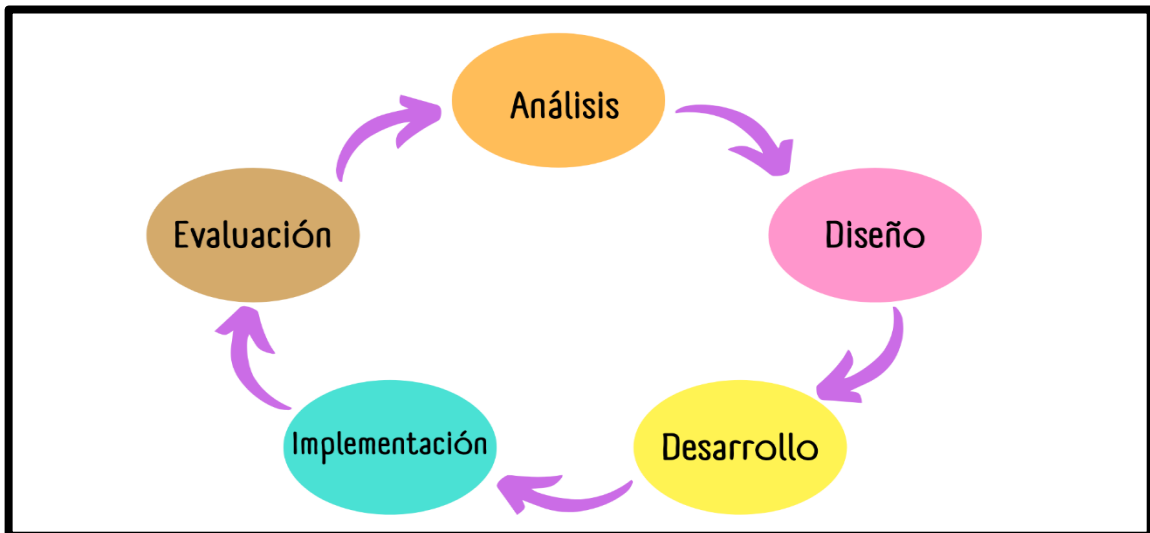 Análisis
Diseño
Desarrollo
Implementación
Evaluación